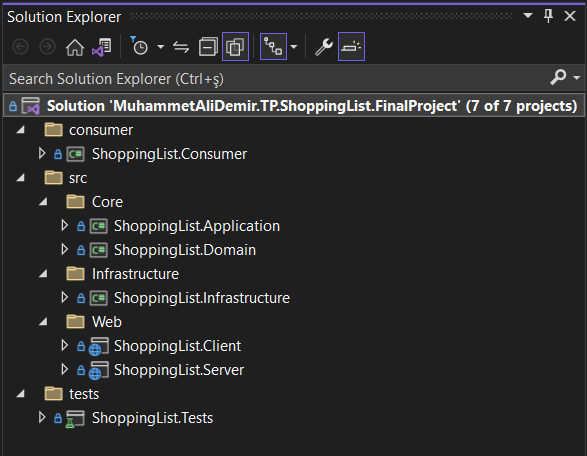 Solution Explorer
Search Solution Explorer (Ctrl+ş)
Solution 'MuhammetAliDemir.TP.ShoppingList.FinalProject' (7 of 7 projects)
consumer
C# ShoppingList.Consumer
src
Core
C# ShoppingList.Application
C# ShoppingList.Domain
Infrastructure
C# ShoppingList.Infrastructure
Web
ShoppingList.Client
ShoppingList.Server
tests
ShoppingList.Tests